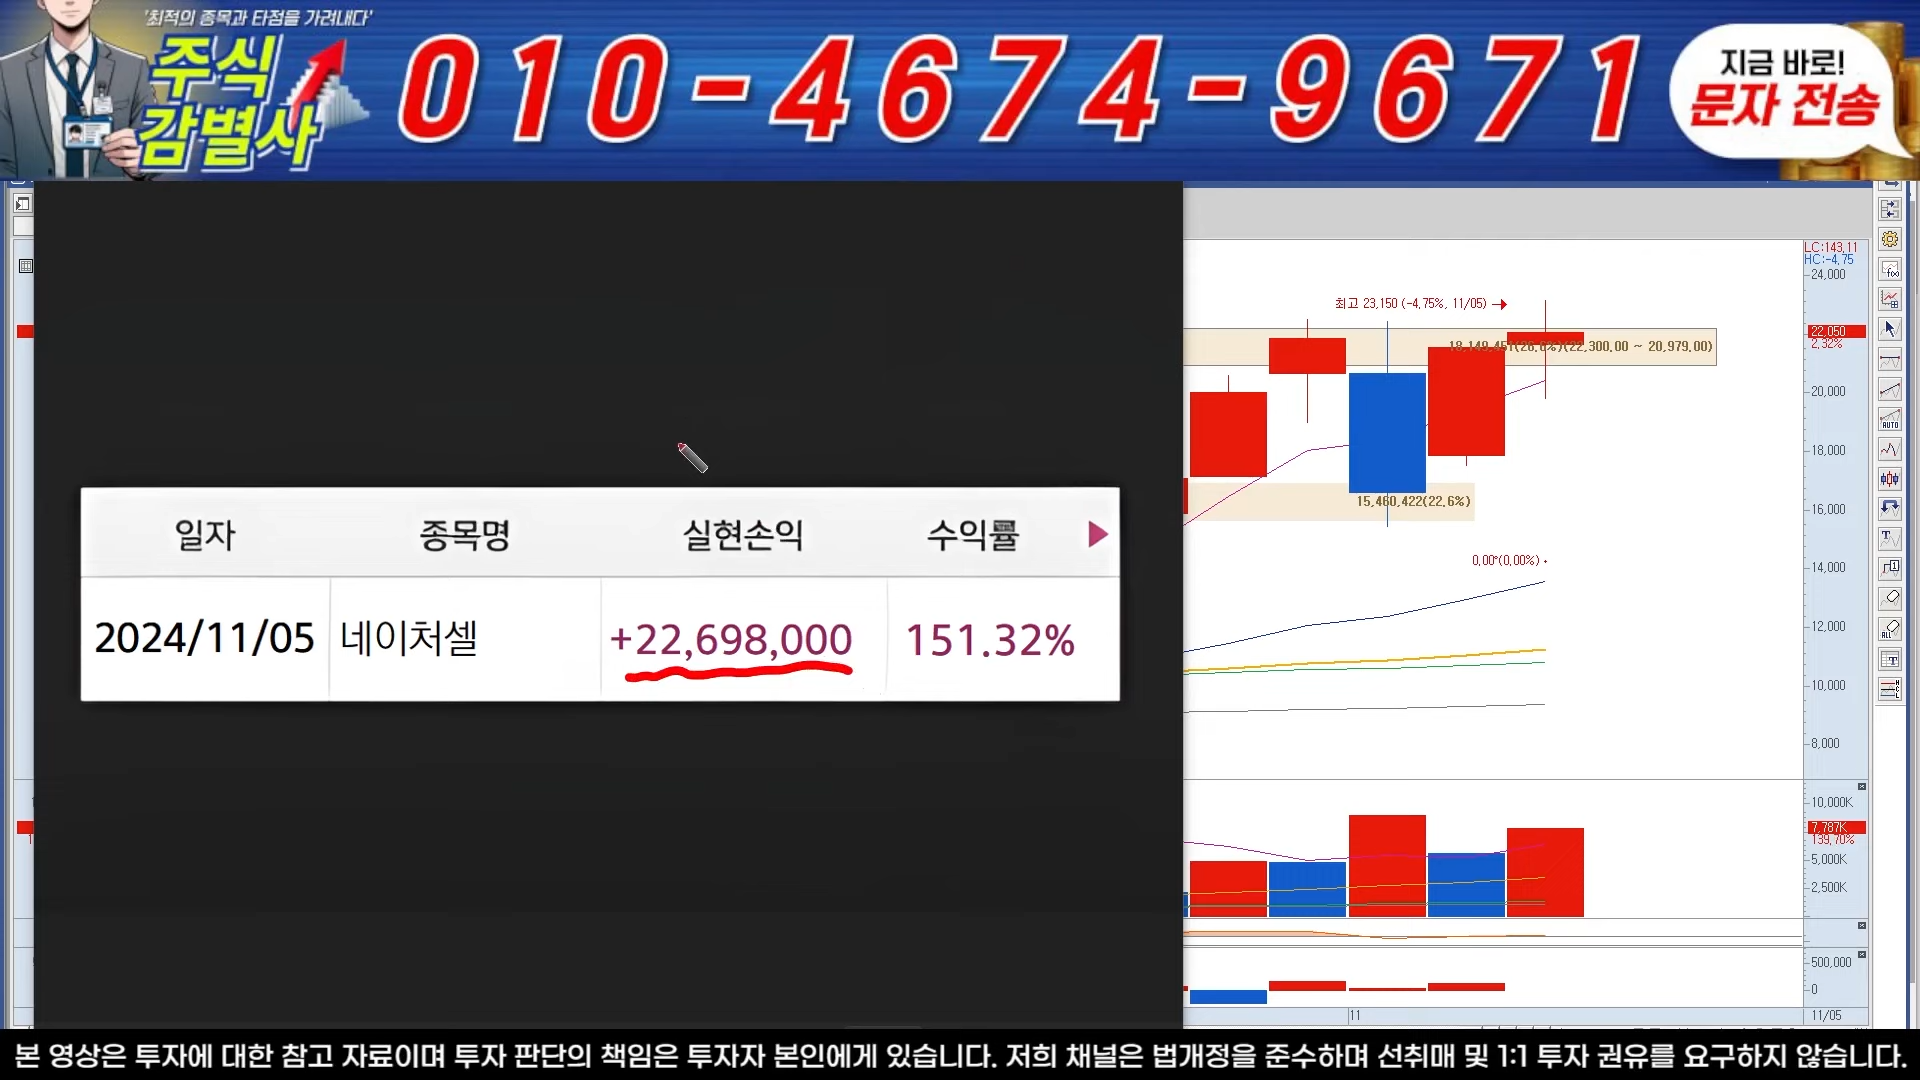 '최적의 종목과 타점을 가려내다'
주식
감별사
010-4674-9671
지금 바로!
문자 전송
LC:143,11
HC:-4,75
24,000
최고 23,150 (-4,75%, 11/05)
22,050
2,32%
18,149,451(26.6%)(22,300.00 ~ 20,979.00)
20,000
18,000
15,460,422(22.6%)
16,000
0,00*(0,00%)
14,000
12,000
10,000
8,000
일자 종목명 실현손익 수익률
2024/11/05 네이처셀 +22,698,000 151.32%
10,000K
7,787K
139,70%
5,000K
2,500K
500,000
0
11
11/05
AUTO
ALL
본 영상은 투자에 대한 참고 자료이며 투자 판단의 책임은 투자자 본인에게 있습니다. 저희 채널은 법개정을 준수하며 선취매 및 1:1 투자 권유를 요구하지 않습니다.